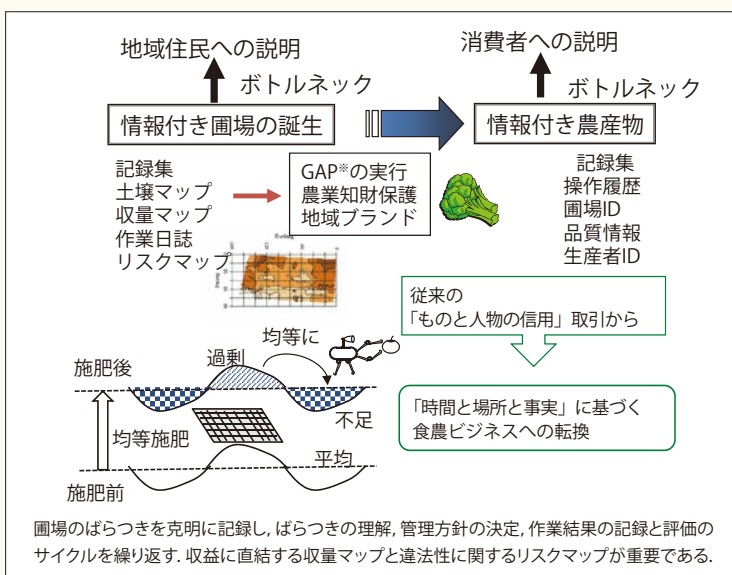 地域住民への説明
消費者への説明
ボトルネック
ボトルネック
情報付き圃場の誕生
情報付き農産物
記録集
土壌マップ
収量マップ
作業日誌
リスクマップ
GAP※の実行
農業知財保護
地域ブランド
記録集
操作履歴
圃場ID
品質情報
生産者ID
従来の
「ものと人物の信用」取引から
均等に
過剰
施肥後
不足
均等施肥
平均
施肥前
「時間と場所と事実」に基づく
食農ビジネスへの転換
圃場のばらつきを克明に記録し, ばらつきの理解, 管理方針の決定, 作業結果の記録と評価の
サイクルを繰り返す. 収益に直結する収量マップと違法性に関するリスクマップが重要である.